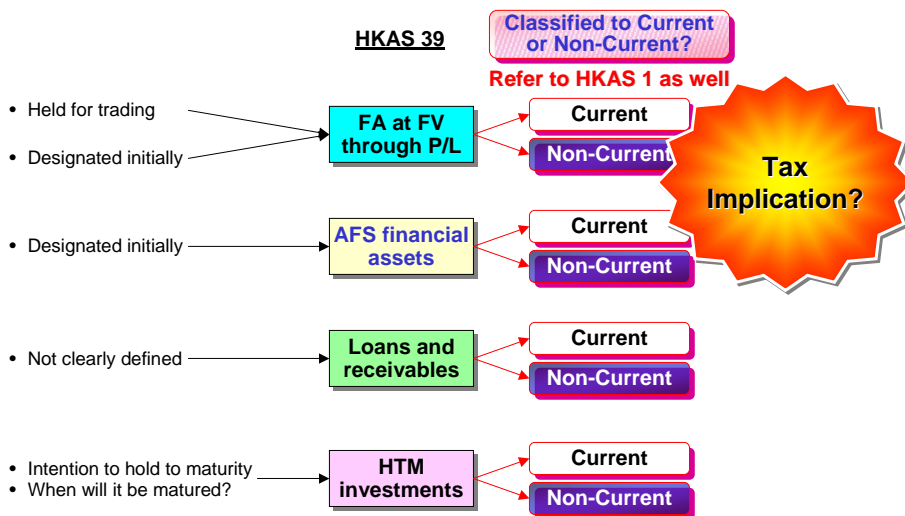 HKAS 39
Classified to Current
or Non-Current?
Refer to HKAS 1 as well
• Held for trading
• Designated initially
FA at FV
through P/L
Current
Non-Current
Tax
Implication?
• Designated initially
AFS financial
assets
Current
Non-Current
• Not clearly defined
Loans and
receivables
Current
Non-Current
• Intention to hold to maturity
• When will it be matured?
HTM
investments
Current
Non-Current